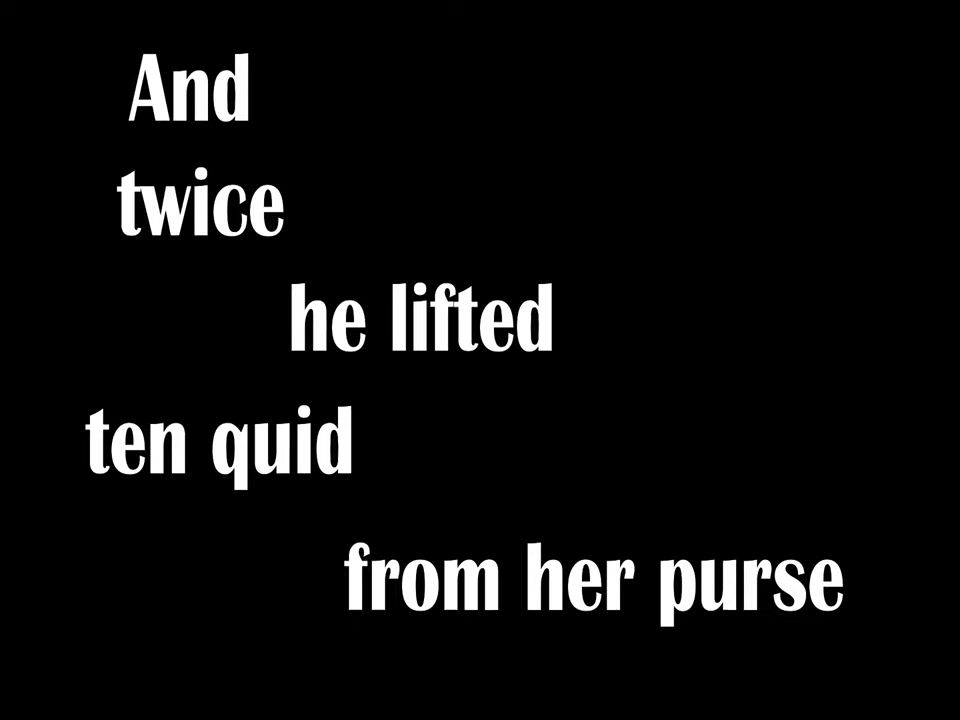 And
twice
he lifted
ten quid
from her purse